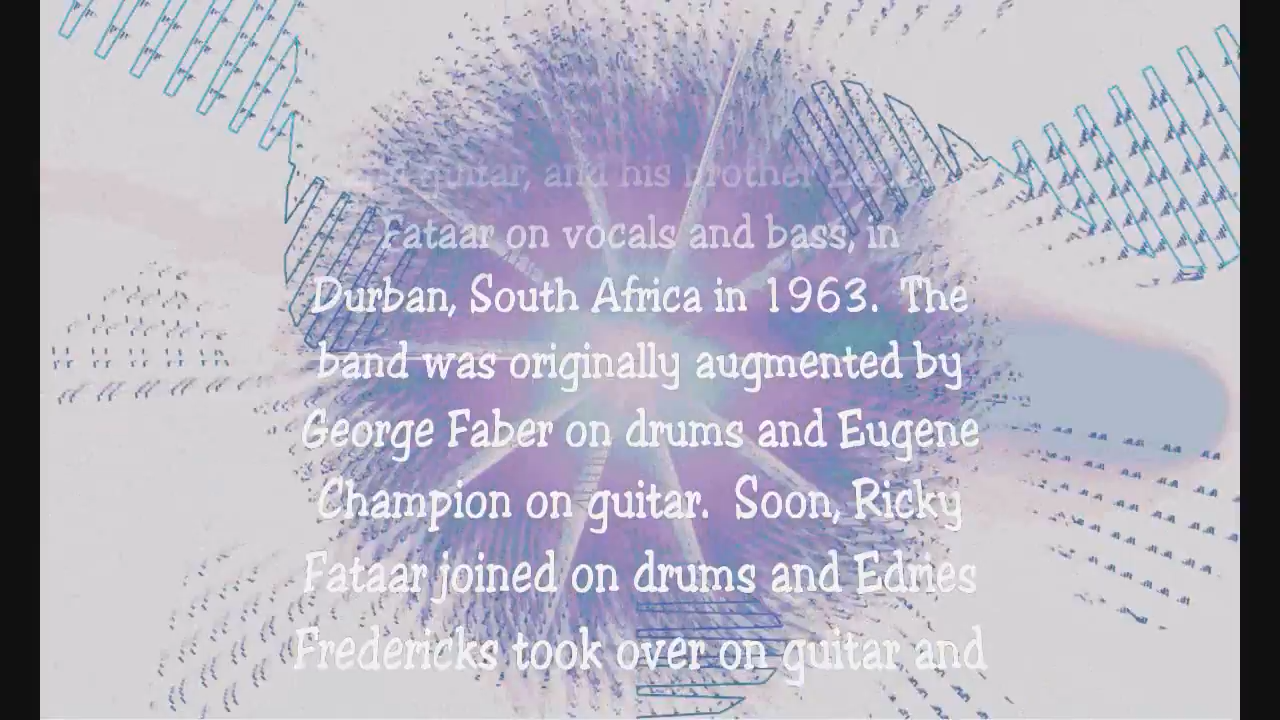 guitar, and his brother
Fataar on vocals and bass, in
Durban, South Africa in 1963.  The
band was originally augmented by
George Faber on drums and Eugene
Champion on guitar.  Soon, Ricky
Fataar joined on drums and Edries
Fredericks took over on guitar and